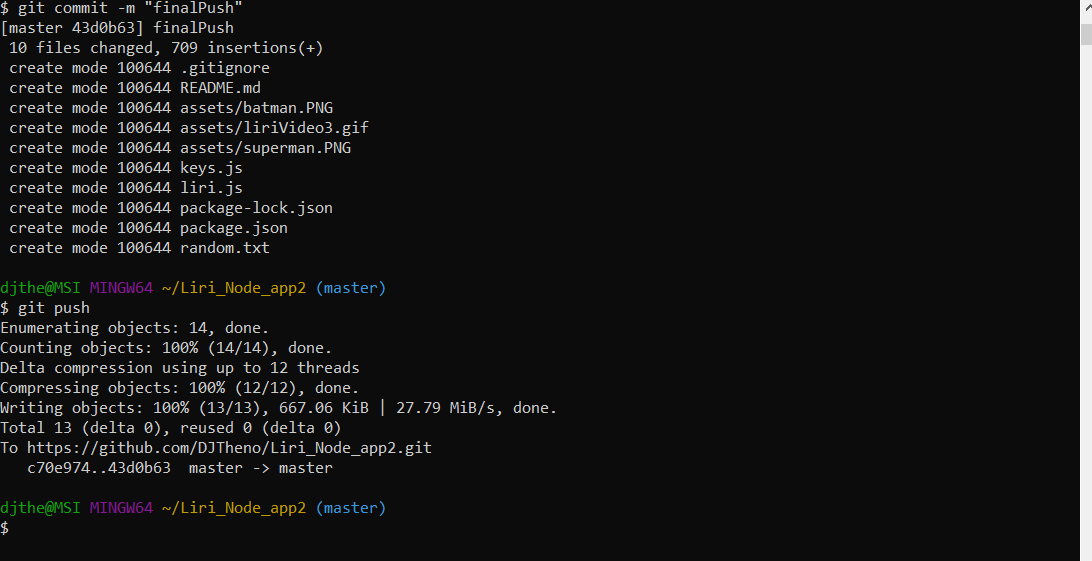 $ git commit -m "finalPush"
[master 43d0b63] finalPush
 10 files changed, 709 insertions(+)
 create mode 100644 .gitignore
 create mode 100644 README.md
 create mode 100644 assets/batman.PNG
 create mode 100644 assets/liriVideo3.gif
 create mode 100644 assets/superman.PNG
 create mode 100644 keys.js
 create mode 100644 liri.js
 create mode 100644 package-lock.json
 create mode 100644 package.json
 create mode 100644 random.txt

djthe@MSI MINGW64 ~/Liri_Node_app2 (master)
$ git push
Enumerating objects: 14, done.
Counting objects: 100% (14/14), done.
Delta compression using up to 12 threads
Compressing objects: 100% (12/12), done.
Writing objects: 100% (13/13), 667.06 KiB | 27.79 MiB/s, done.
Total 13 (delta 0), reused 0 (delta 0)
To https://github.com/DJTheno/Liri_Node_app2.git
   c70e974..43d0b63  master -> master

djthe@MSI MINGW64 ~/Liri_Node_app2 (master)
$